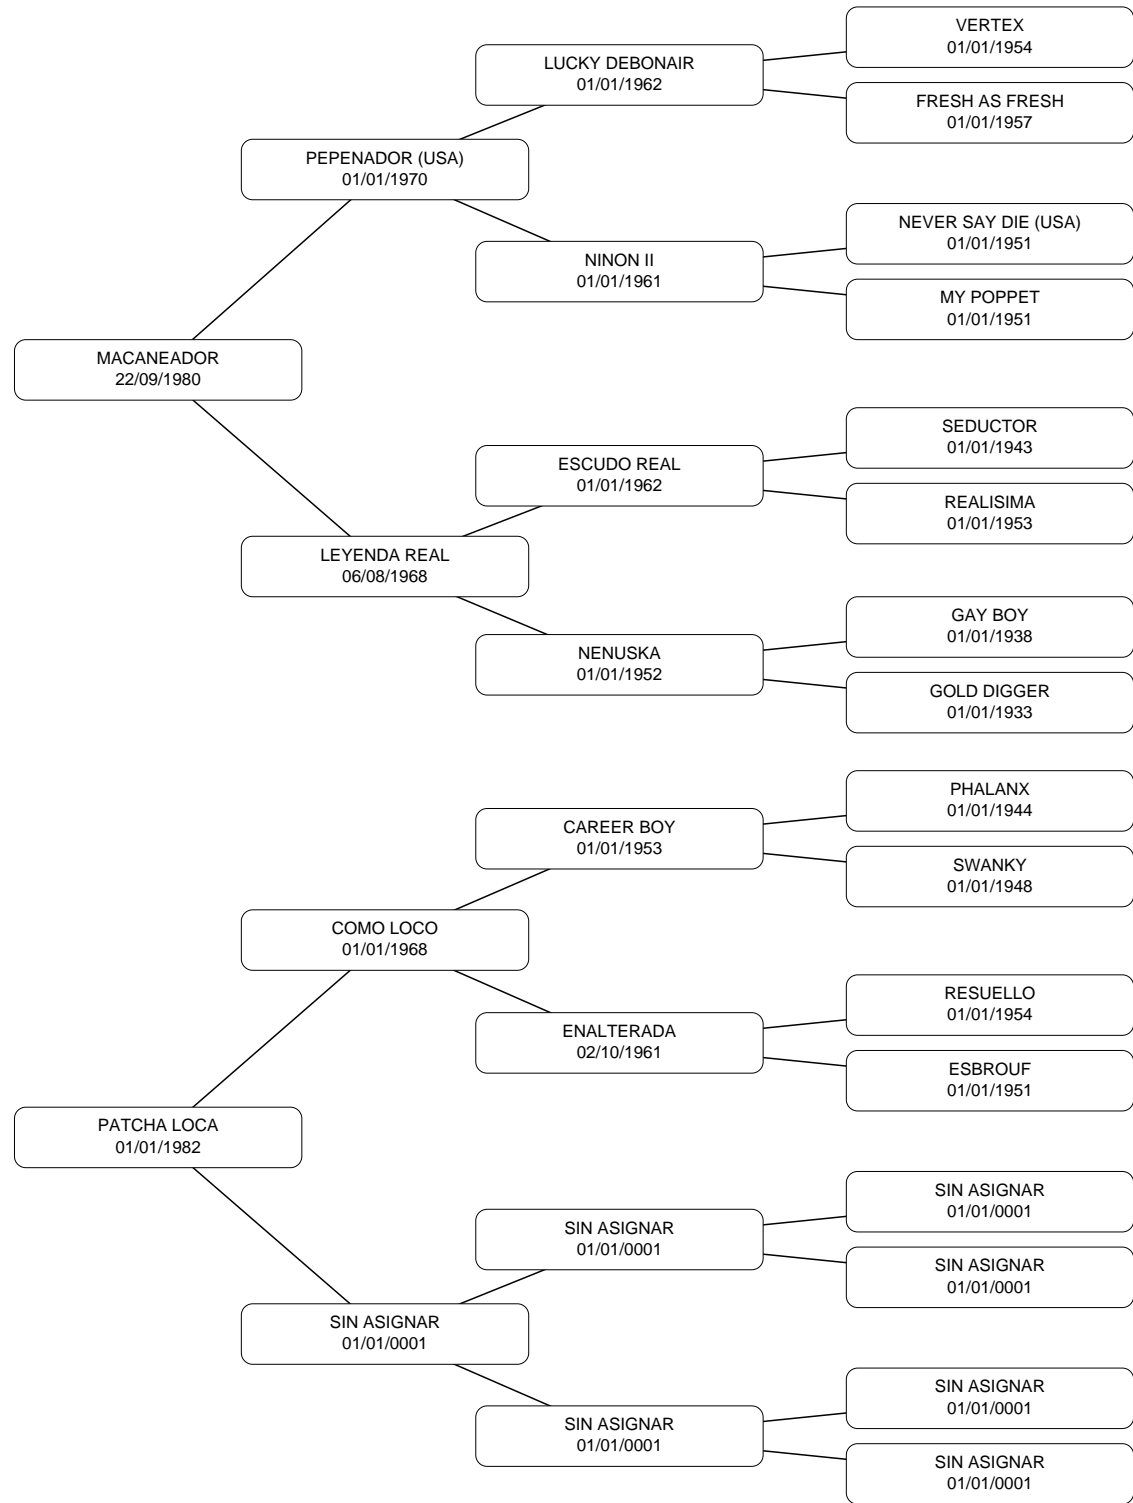 VERTEX
01/01/1954
LUCKY DEBONAIR
01/01/1962
FRESH AS FRESH
01/01/1957
PEPENADOR (USA)
01/01/1970
NEVER SAY DIE (USA)
01/01/1951
NINON II
01/01/1961
MY POPPET
01/01/1951
MACANEADOR
22/09/1980
SEDUCTOR
01/01/1943
ESCUDO REAL
01/01/1962
REALISIMA
01/01/1953
LEYENDA REAL
06/08/1968
GAY BOY
01/01/1938
NENUSKA
01/01/1952
GOLD DIGGER
01/01/1933
PHALANX
01/01/1944
CAREER BOY
01/01/1953
SWANKY
01/01/1948
COMO LOCO
01/01/1968
RESUELLO
01/01/1954
ENALTERADA
02/10/1961
ESBROUF
01/01/1951
PATCHA LOCA
01/01/1982
SIN ASIGNAR
01/01/0001
SIN ASIGNAR
01/01/0001
SIN ASIGNAR
01/01/0001
SIN ASIGNAR
01/01/0001
SIN ASIGNAR
01/01/0001
SIN ASIGNAR
01/01/0001
SIN ASIGNAR
01/01/0001